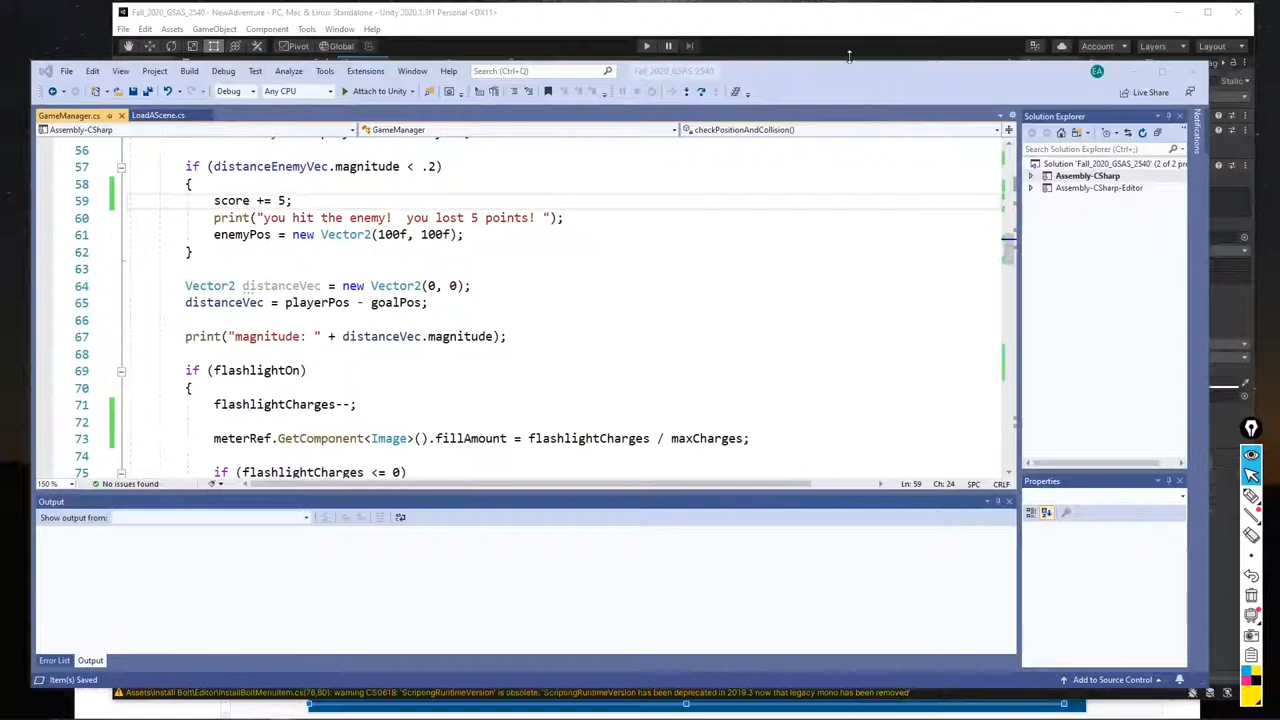 Fall_2020_GSAS_2540 - NewAdventure - PC, Mac & Linux Standalone - Unity 2020.1.3f1 Personal <DX11>
File Edit Assets GameObject Component Tools Window Help
Pivot Global Account Layers Layout
File Edit View Project Build Debug Test Analyze Tools Extensions Window Help Search (Ctrl+Q) Fall_2020_GSAS_2540 EA
Static
Debug Any CPU Attach to Unity Live Share
GameManager.cs LoadAScene.cs Solution Explorer Notifications
Assembly-CSharp GameManager checkPositionAndCollision()
Search Solution Explorer (Ctrl+;)
Solution 'Fall_2020_GSAS_2540' (2 of 2 pro
Assembly-CSharp
Assembly-CSharp-Editor
56
57 if (distanceEnemyVec.magnitude < .2)
58 {
59 score += 5;
60 print("you hit the enemy!  you lost 5 points! ");
61 enemyPos = new Vector2(100f, 100f);
62 }
63
64 Vector2 distanceVec = new Vector2(0, 0);
65 distanceVec = playerPos - goalPos;
66
67 print("magnitude: " + distanceVec.magnitude);
68
69 if (flashlightOn)
70 {
71 flashlightCharges--;
72
73 meterRef.GetComponent<Image>().fillAmount = flashlightCharges / maxCharges;
74
75 if (flashlightCharges <= 0)
150 % No issues found Ln: 59 Ch: 24 SPC CRLF
Properties
Output
Show output from:
Error List Output
Item(s) Saved Add to Source Control
Assets\Install Bolt\Editor\InstallBoltMenuItem.cs(76,80): warning CS0618: 'ScriptingRuntimeVersion' is obsolete: 'ScriptingRuntimeVersion has been deprecated in 2019.3 now that legacy mono has been removed'